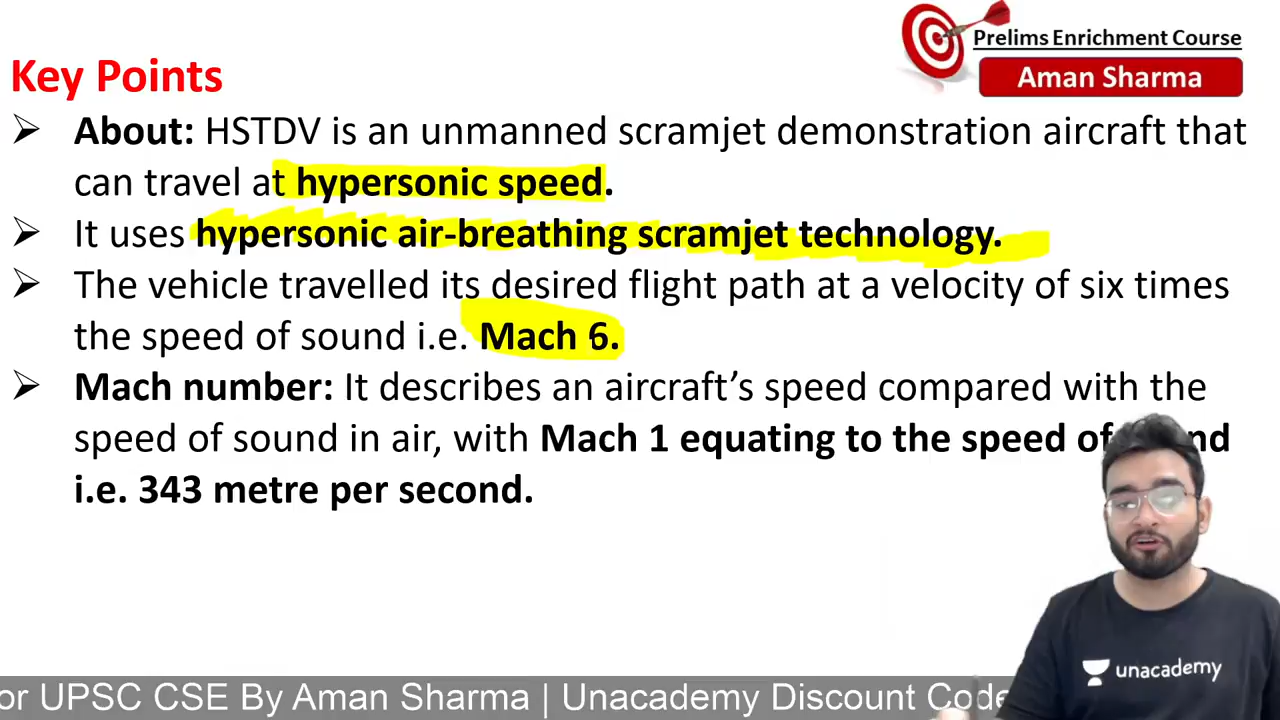 Prelims Enrichment Course
Aman Sharma
Key Points
➢ About: HSTDV is an unmanned scramjet demonstration aircraft that
can travel at hypersonic speed.
➢ It uses hypersonic air-breathing scramjet technology.
➢ The vehicle travelled its desired flight path at a velocity of six times
the speed of sound i.e. Mach 6.
➢ Mach number: It describes an aircraft’s speed compared with the
speed of sound in air, with Mach 1 equating to the speed of nd
i.e. 343 metre per second.
unacademy
or UPSC CSE By Aman Sharma | Unacademy Discount Code